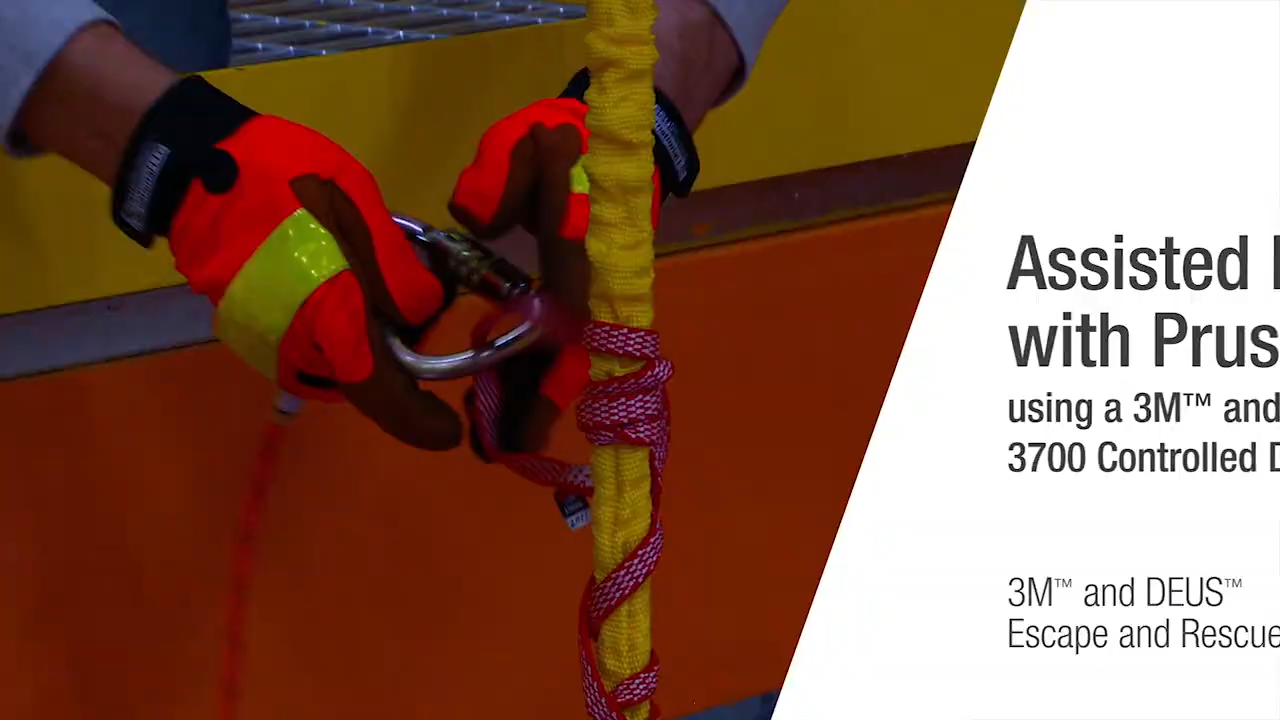 Assisted
with Prus
using a 3M™ and
3700 Controlled D
3M™ and DEUS™
Escape and Rescue